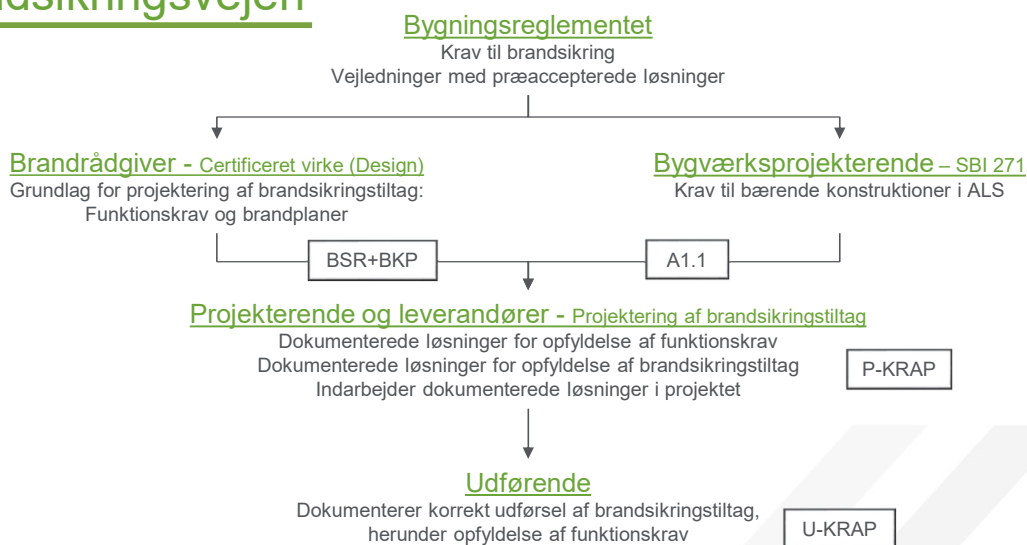 dsikringsvejen
Bygningsreglementet
Krav til brandsikring
Vejledninger med præaccepterede løsninger
Brandrådgiver - Certificeret virke (Design)
Grundlag for projektering af brandsikringstiltag:
Funktionskrav og brandplaner
Bygværksprojekterende – SBI 271
Krav til bærende konstruktioner i ALS
BSR+BKP
A1.1
Projekterende og leverandører - Projektering af brandsikringstiltag
Dokumenterede løsninger for opfyldelse af funktionskrav
Dokumenterede løsninger for opfyldelse af brandsikringstiltag
Indarbejder dokumenterede løsninger i projektet
P-KRAP
Udførende
Dokumenterer korrekt udførsel af brandsikringstiltag,
herunder opfyldelse af funktionskrav
U-KRAP